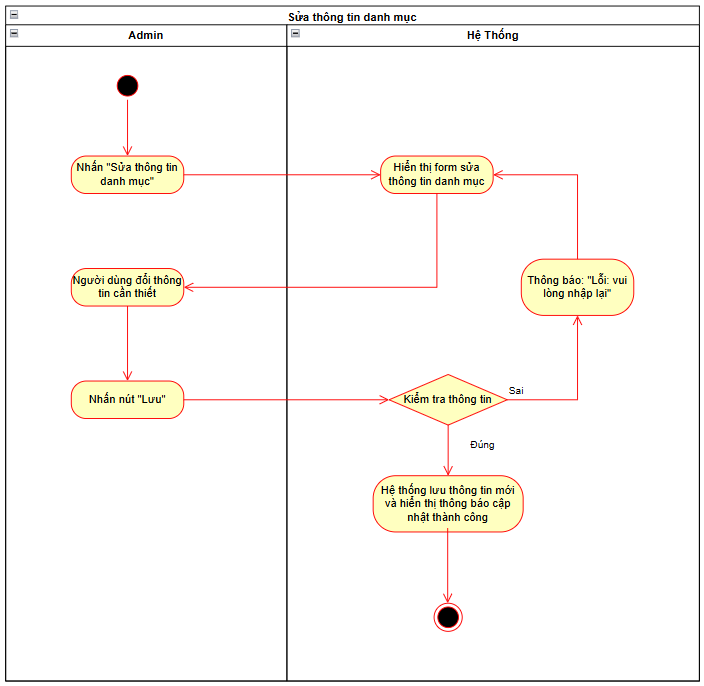 Sửa thông tin danh mục
Admin
Hệ Thống
Nhấn "Sửa thông tin
danh mục"
Hiển thị form sửa
thông tin danh mục
Người dùng đổi thông
tin cần thiết
Thông báo: "Lỗi: vui
lòng nhập lại"
Nhấn nút "Lưu"
Kiểm tra thông tin
Sai
Đúng
Hệ thống lưu thông tin mới
và hiển thị thông báo cập
nhật thành công